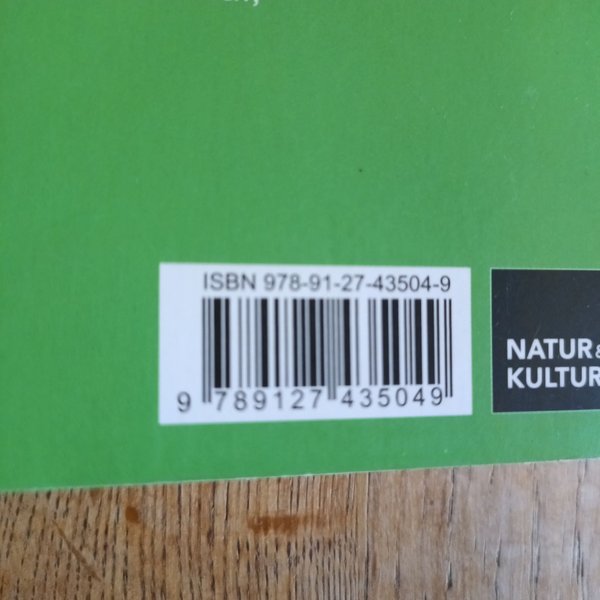 ISBN 978-91-27-43504-9
9 789127 435049
NATUR &
KULTUR